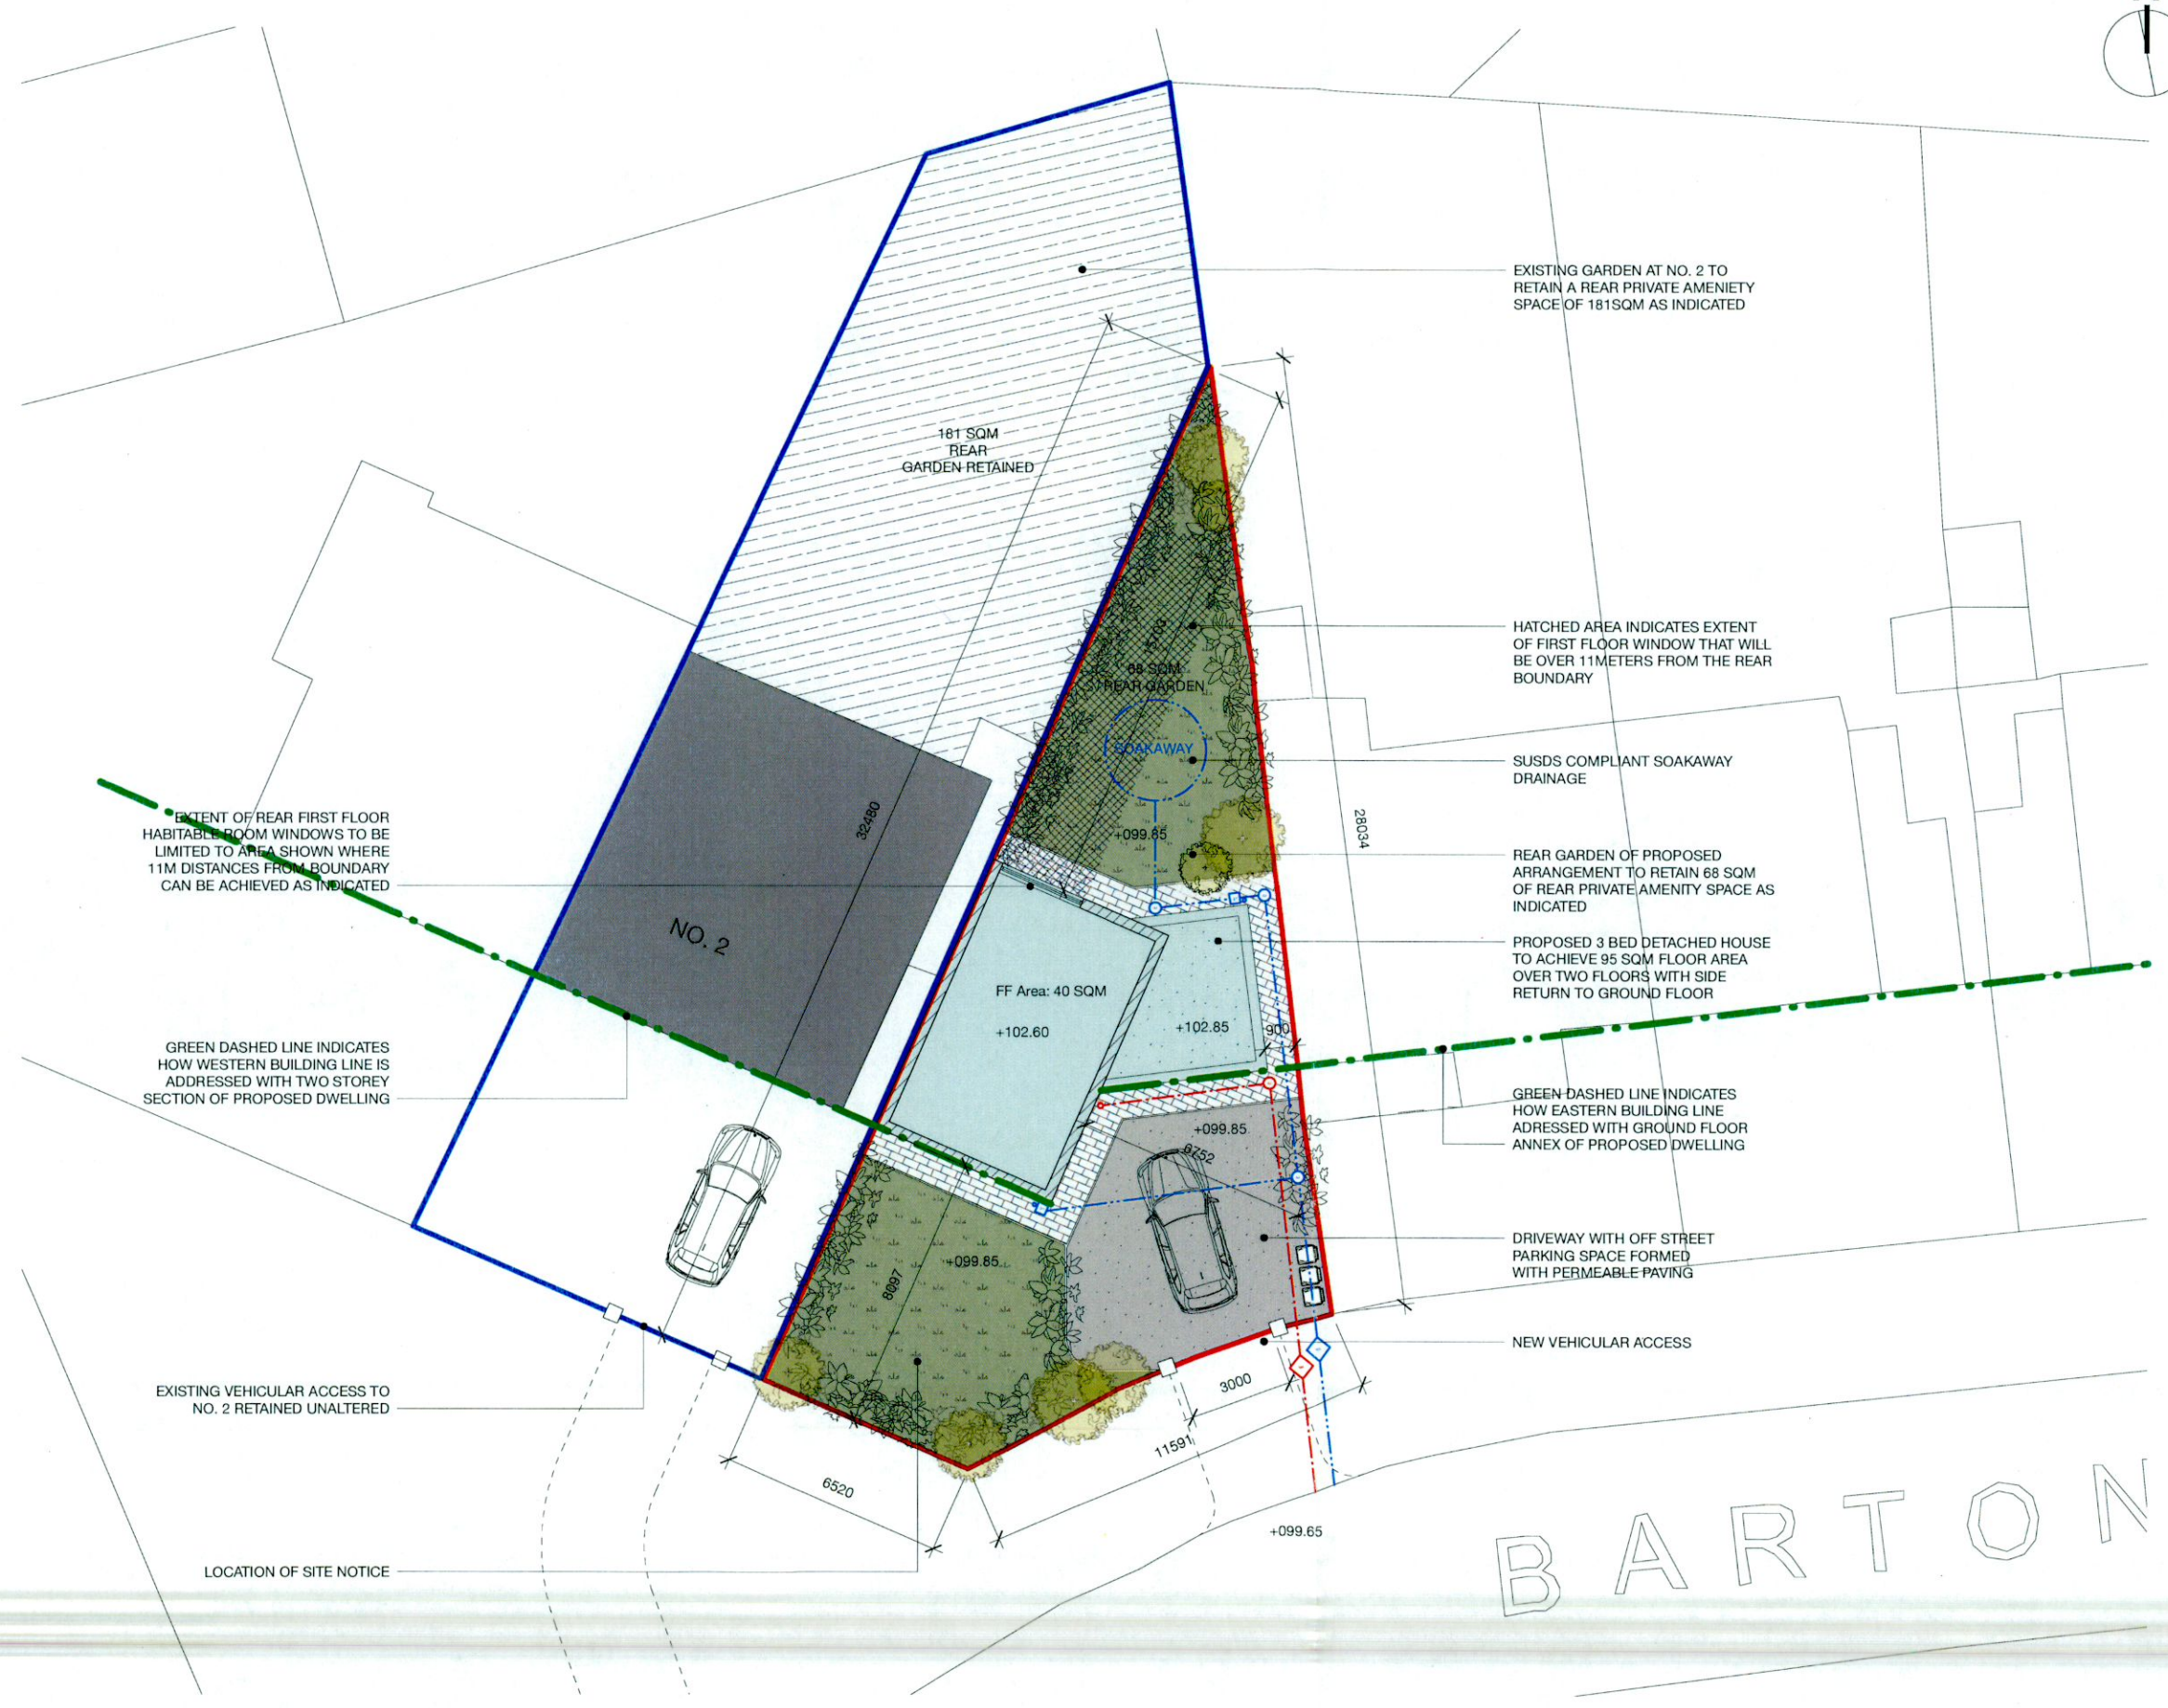 EXISTING GARDEN AT NO. 2 TO
RETAIN A REAR PRIVATE AMENIETY
SPACE OF 181SQM AS INDICATED
181 SQM
REAR
GARDEN RETAINED
HATCHED AREA INDICATES EXTENT
OF FIRST FLOOR WINDOW THAT WILL
BE OVER 11METERS FROM THE REAR
BOUNDARY
68 SQM
REAR GARDEN
SOAKAWAY
SUSDS COMPLIANT SOAKAWAY
DRAINAGE
32480
28034
+099.85
EXTENT OF REAR FIRST FLOOR
HABITABLE ROOM WINDOWS TO BE
LIMITED TO AREA SHOWN WHERE
11M DISTANCES FROM BOUNDARY
CAN BE ACHIEVED AS INDICATED
REAR GARDEN OF PROPOSED
ARRANGEMENT TO RETAIN 68 SQM
OF REAR PRIVATE AMENITY SPACE AS
INDICATED
NO. 2
PROPOSED 3 BED DETACHED HOUSE
TO ACHIEVE 95 SQM FLOOR AREA
OVER TWO FLOORS WITH SIDE
RETURN TO GROUND FLOOR
FF Area: 40 SQM
+102.60
+102.85
900
GREEN DASHED LINE INDICATES
HOW WESTERN BUILDING LINE IS
ADDRESSED WITH TWO STOREY
SECTION OF PROPOSED DWELLING
GREEN DASHED LINE INDICATES
HOW EASTERN BUILDING LINE
ADRESSED WITH GROUND FLOOR
ANNEX OF PROPOSED DWELLING
+099.85
6752
DRIVEWAY WITH OFF STREET
PARKING SPACE FORMED
WITH PERMEABLE PAVING
+099.85
8097
NEW VEHICULAR ACCESS
EXISTING VEHICULAR ACCESS TO
NO. 2 RETAINED UNALTERED
3000
11591
6520
+099.65
LOCATION OF SITE NOTICE
BARTON